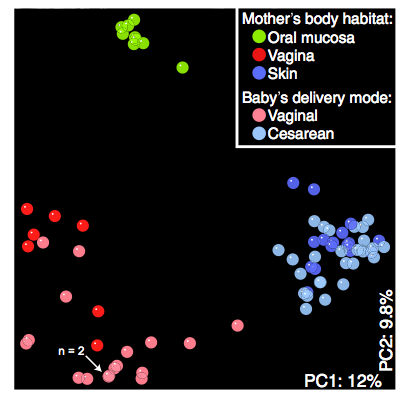 Mother's body habitat:
Oral mucosa
Vagina
Skin
Baby's delivery mode:
Vaginal
Cesarean
n = 2
PC1: 12%
PC2: 9.8%